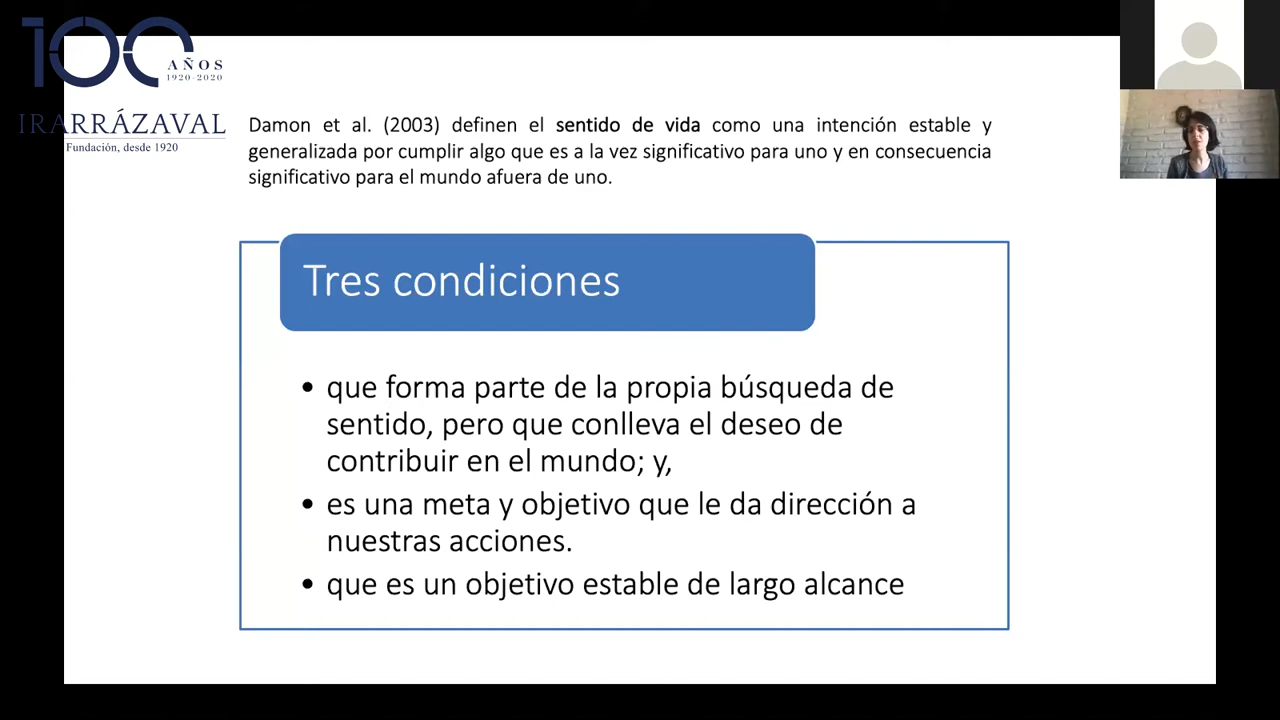 100
AÑOS
1920-2020
IRARRÁZAVAL
Fundación, desde 1920
Damon et al. (2003) definen el sentido de vida como una intención estable y
generalizada por cumplir algo que es a la vez significativo para uno y en consecuencia
significativo para el mundo afuera de uno.
Tres condiciones
• que forma parte de la propia búsqueda de
sentido, pero que conlleva el deseo de
contribuir en el mundo; y,
• es una meta y objetivo que le da dirección a
nuestras acciones.
• que es un objetivo estable de largo alcance